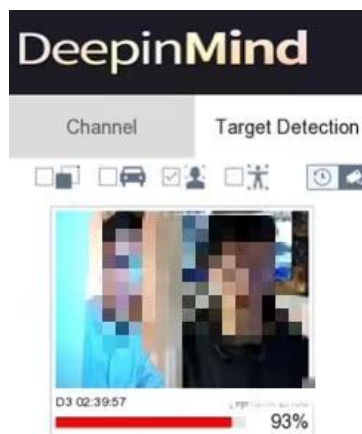 DeepinMind
Channel
Target Detection
D3 02:39:57
93%